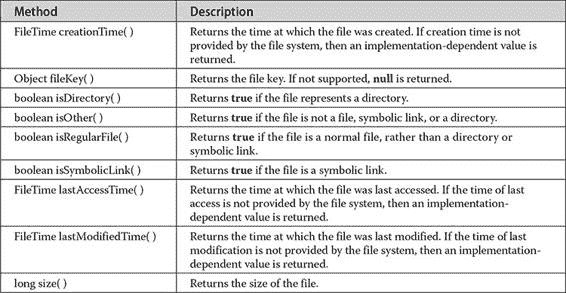 Method Description
FileTime creationTime( ) Returns the time at which the file was created. If creation time is not
provided by the file system, then an implementation-dependent value is
returned.
Object fileKey( ) Returns the file key. If not supported, null is returned.
boolean isDirectory( ) Returns true if the file represents a directory.
boolean isOther( ) Returns true if the file is not a file, symbolic link, or a directory.
boolean isRegularFile( ) Returns true if the file is a normal file, rather than a directory or
symbolic link.
boolean isSymbolicLink( ) Returns true if the file is a symbolic link.
FileTime lastAccessTime( ) Returns the time at which the file was last accessed. If the time of last
access is not provided by the file system, then an implementation-
dependent value is returned.
FileTime lastModifiedTime( ) Returns the time at which the file was last modified. If the time of last
modification is not provided by the file system, then an implementation-
dependent value is returned.
long size( ) Returns the size of the file.